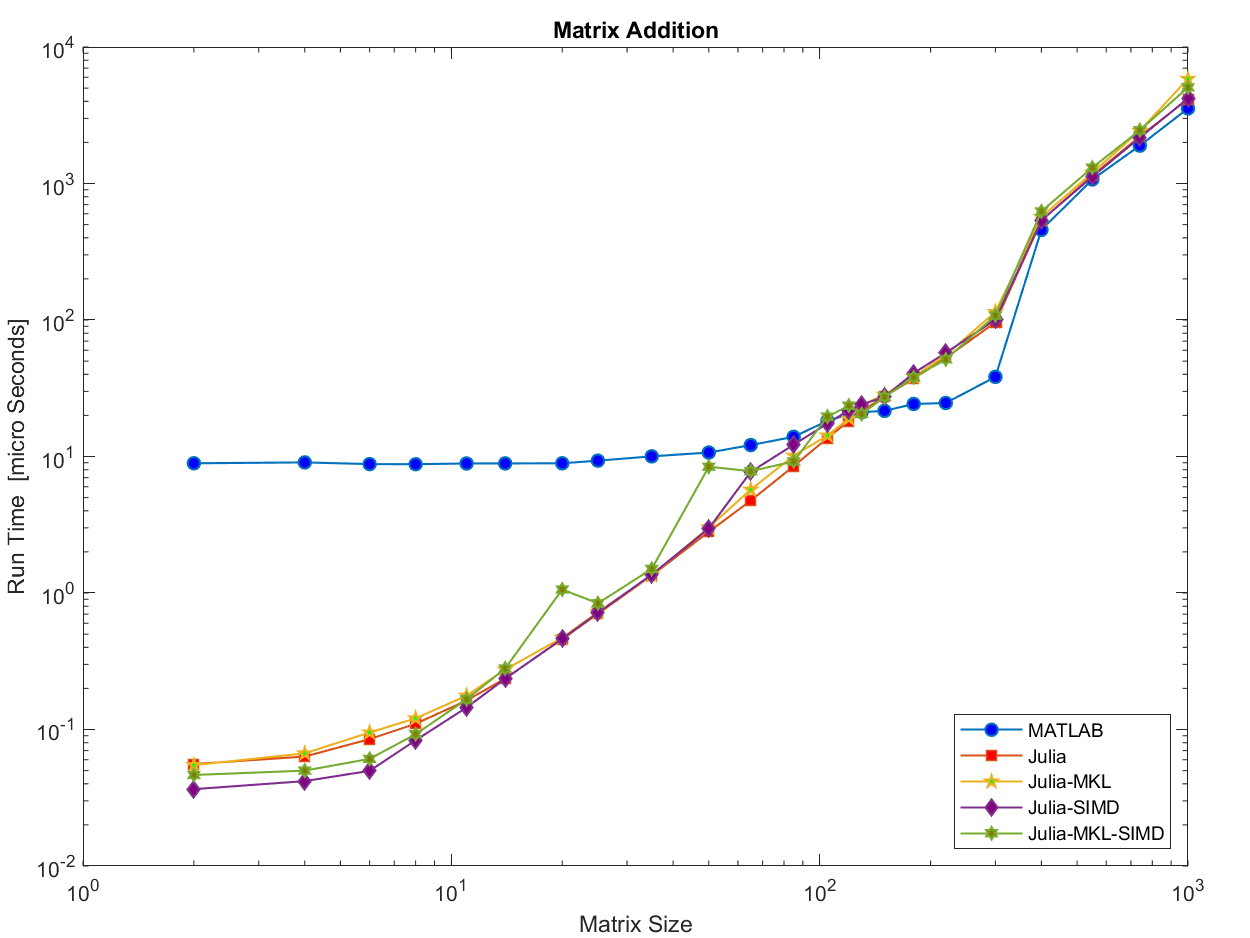 Matrix Addition
10^4
10^3
10^2
10^1
10^0
10^-1
10^-2
Run Time [micro Seconds]
10^0
10^1
10^2
10^3
Matrix Size
MATLAB
Julia
Julia-MKL
Julia-SIMD
Julia-MKL-SIMD